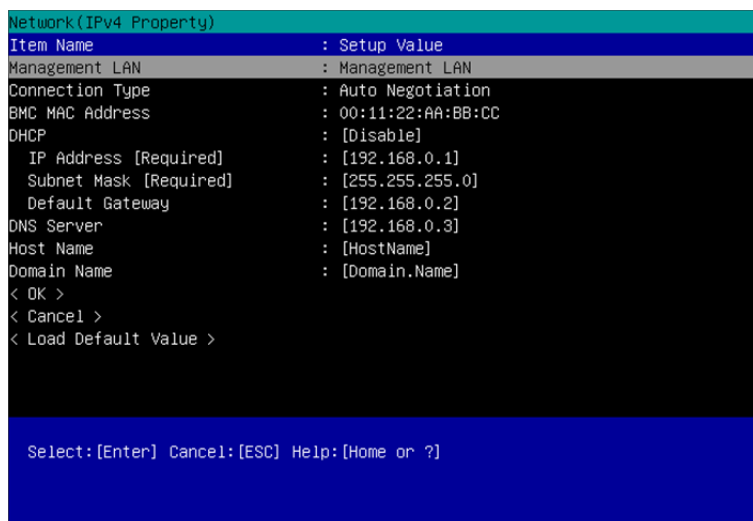 Network(IPv4 Property)
Item Name : Setup Value
Management LAN : Management LAN
Connection Type : Auto Negotiation
BMC MAC Address : 00:11:22:AA:BB:CC
DHCP : [Disable]
IP Address [Required] : [192.168.0.1]
Subnet Mask [Required] : [255.255.255.0]
Default Gateway : [192.168.0.2]
DNS Server : [192.168.0.3]
Host Name : [HostName]
Domain Name : [Domain.Name]
< OK >
< Cancel >
< Load Default Value >
Select:[Enter] Cancel:[ESC] Help:[Home or ?]